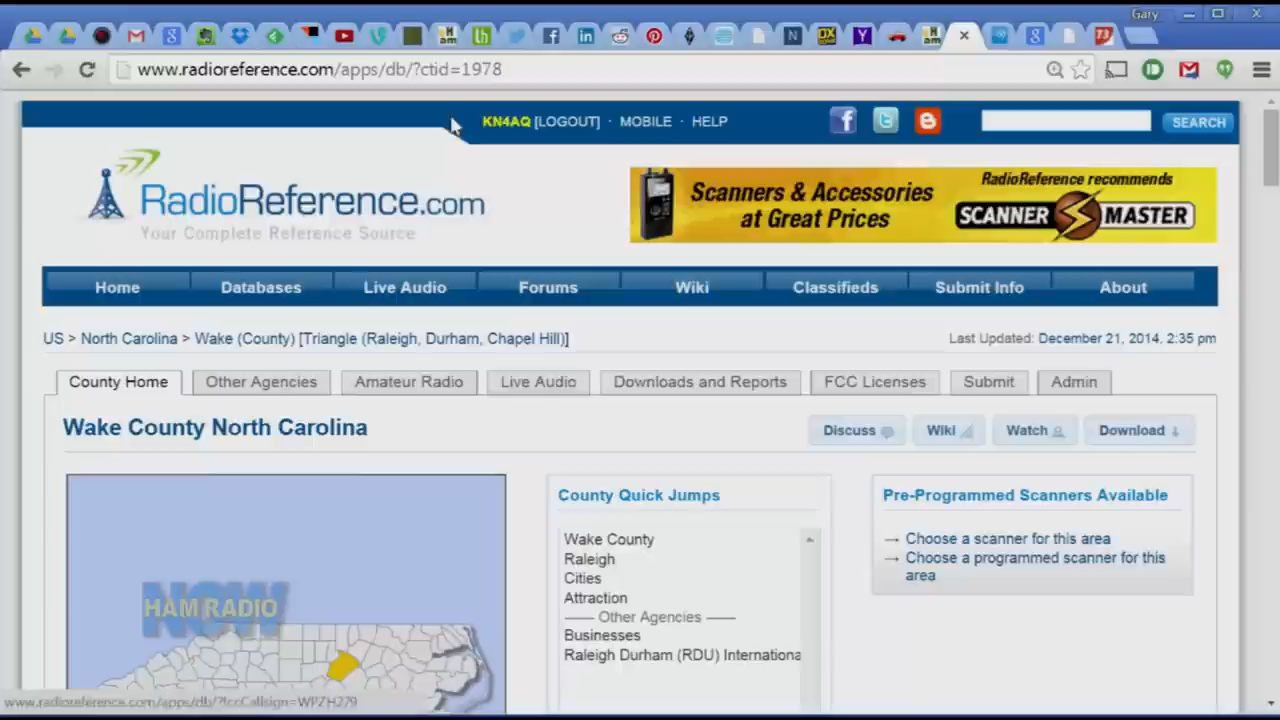 Gary
www.radioreference.com/apps/db/?ctid=1978
KN4AQ [LOGOUT] · MOBILE · HELP
SEARCH
RadioReference.com
Your Complete Reference Source
Scanners & Accessories
at Great Prices
RadioReference recommends
SCANNER MASTER
Home Databases Live Audio Forums Wiki Classifieds Submit Info About
US > North Carolina > Wake (County) [Triangle (Raleigh, Durham, Chapel Hill)]
Last Updated: December 21, 2014, 2:35 pm
County Home Other Agencies Amateur Radio Live Audio Downloads and Reports FCC Licenses Submit Admin
Wake County North Carolina
Discuss Wiki Watch Download
County Quick Jumps
Wake County
Raleigh
Cities
Attraction
—— Other Agencies ——
Businesses
Raleigh Durham (RDU) Internationa
Pre-Programmed Scanners Available
→ Choose a scanner for this area
→ Choose a programmed scanner for this
area
HAM RADIO
NOW
www.radioreference.com/apps/db/?fccCallsign=WPZH279